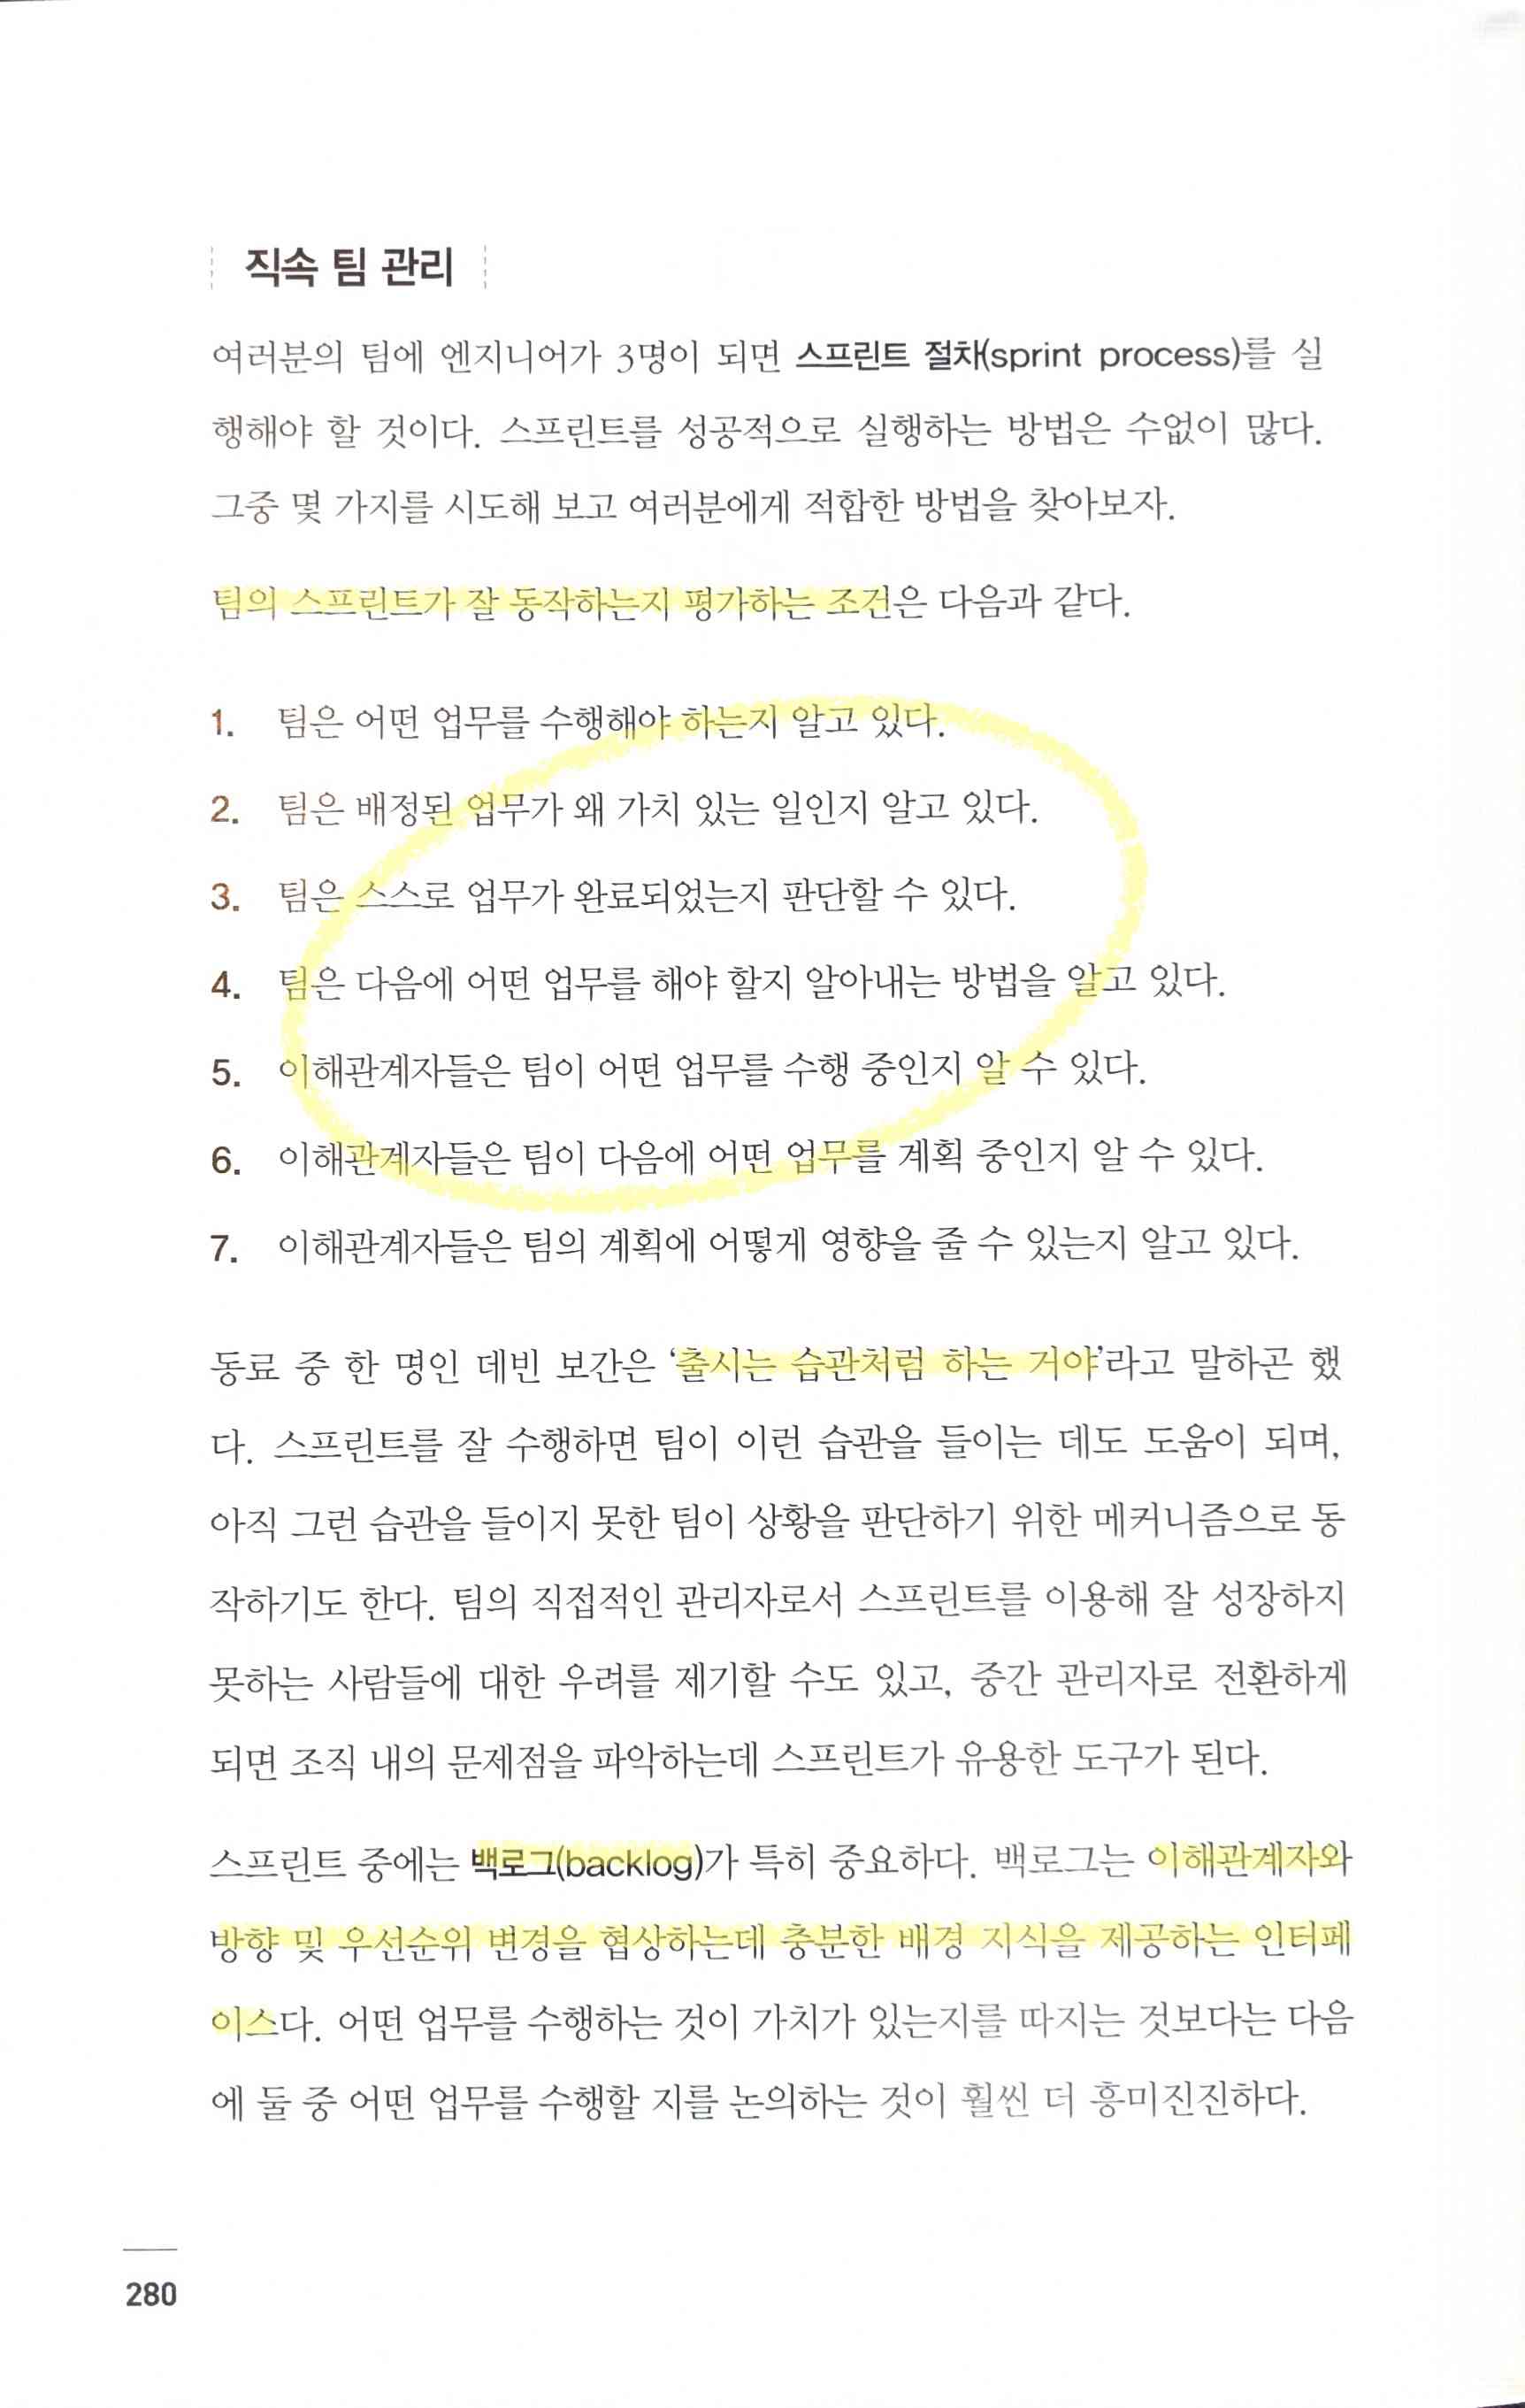 직속 팀 관리
여러분의 팀에 엔지니어가 3명이 되면 스프린트 절차(sprint process)를 실
행해야 할 것이다. 스프린트를 성공적으로 실행하는 방법은 수없이 많다.
그중 몇 가지를 시도해 보고 여러분에게 적합한 방법을 찾아보자.
팀의 스프린트가 잘 동작하는지 평가하는 조건은 다음과 같다.
1. 팀은 어떤 업무를 수행해야 하는지 알고 있다.
2. 팀은 배정된 업무가 왜 가치 있는 일인지 알고 있다.
3. 팀은 스스로 업무가 완료되었는지 판단할 수 있다.
4. 팀은 다음에 어떤 업무를 해야 할지 알아내는 방법을 알고 있다.
5. 이해관계자들은 팀이 어떤 업무를 수행 중인지 알 수 있다.
6. 이해관계자들은 팀이 다음에 어떤 업무를 계획 중인지 알 수 있다.
7. 이해관계자들은 팀의 계획에 어떻게 영향을 줄 수 있는지 알고 있다.
동료 중 한 명인 데빈 보간은 ‘출시는 습관처럼 하는 거야’라고 말하곤 했
다. 스프린트를 잘 수행하면 팀이 이런 습관을 들이는 데도 도움이 되며,
아직 그런 습관을 들이지 못한 팀이 상황을 판단하기 위한 메커니즘으로 동
작하기도 한다. 팀의 직접적인 관리자로서 스프린트를 이용해 잘 성장하지
못하는 사람들에 대한 우려를 제기할 수도 있고, 중간 관리자로 전환하게
되면 조직 내의 문제점을 파악하는데 스프린트가 유용한 도구가 된다.
스프린트 중에는 백로그(backlog)가 특히 중요하다. 백로그는 이해관계자와
방향 및 우선순위 변경을 협상하는데 충분한 배경 지식을 제공하는 인터페
이스다. 어떤 업무를 수행하는 것이 가치가 있는지를 따지는 것보다는 다음
에 둘 중 어떤 업무를 수행할 지를 논의하는 것이 훨씬 더 흥미진진하다.
280